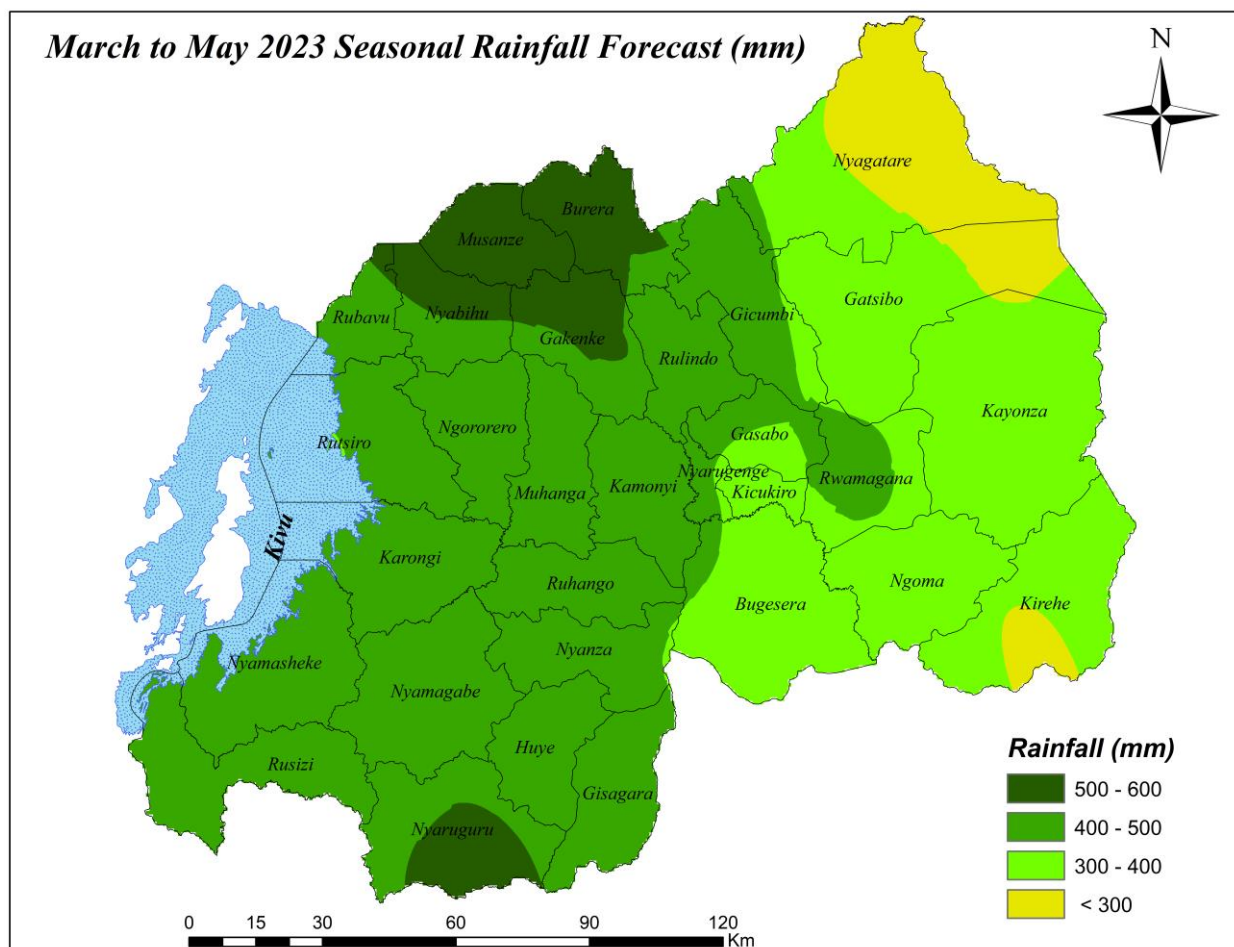 March to May 2023 Seasonal Rainfall Forecast (mm)
N
Nyagatare
Burera
Musanze
Gatsibo
Rubavu
Nyabihu
Gicumbi
Gakenke
Rulindo
Kayonza
Ngororero
Gasabo
Rutsiro
Nyarugenge
Rwamagana
Muhanga
Kamonyi
Kicukiro
Kivu
Karongi
Ruhango
Ngoma
Bugesera
Kirehe
Nyanza
Nyamasheke
Nyamagabe
Huye
Rusizi
Gisagara
Nyaruguru
Rainfall (mm)
500 - 600
400 - 500
300 - 400
< 300
0 15 30 60 90 120
Km